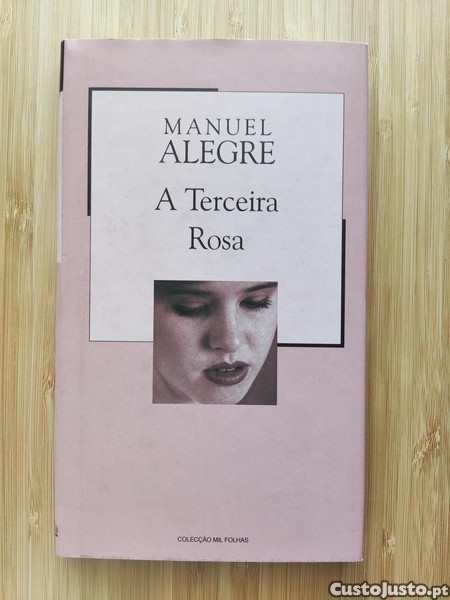 MANUEL
ALEGRE
A Terceira
Rosa
COLECÇÃO MIL FOLHAS
CustoJusto.pt